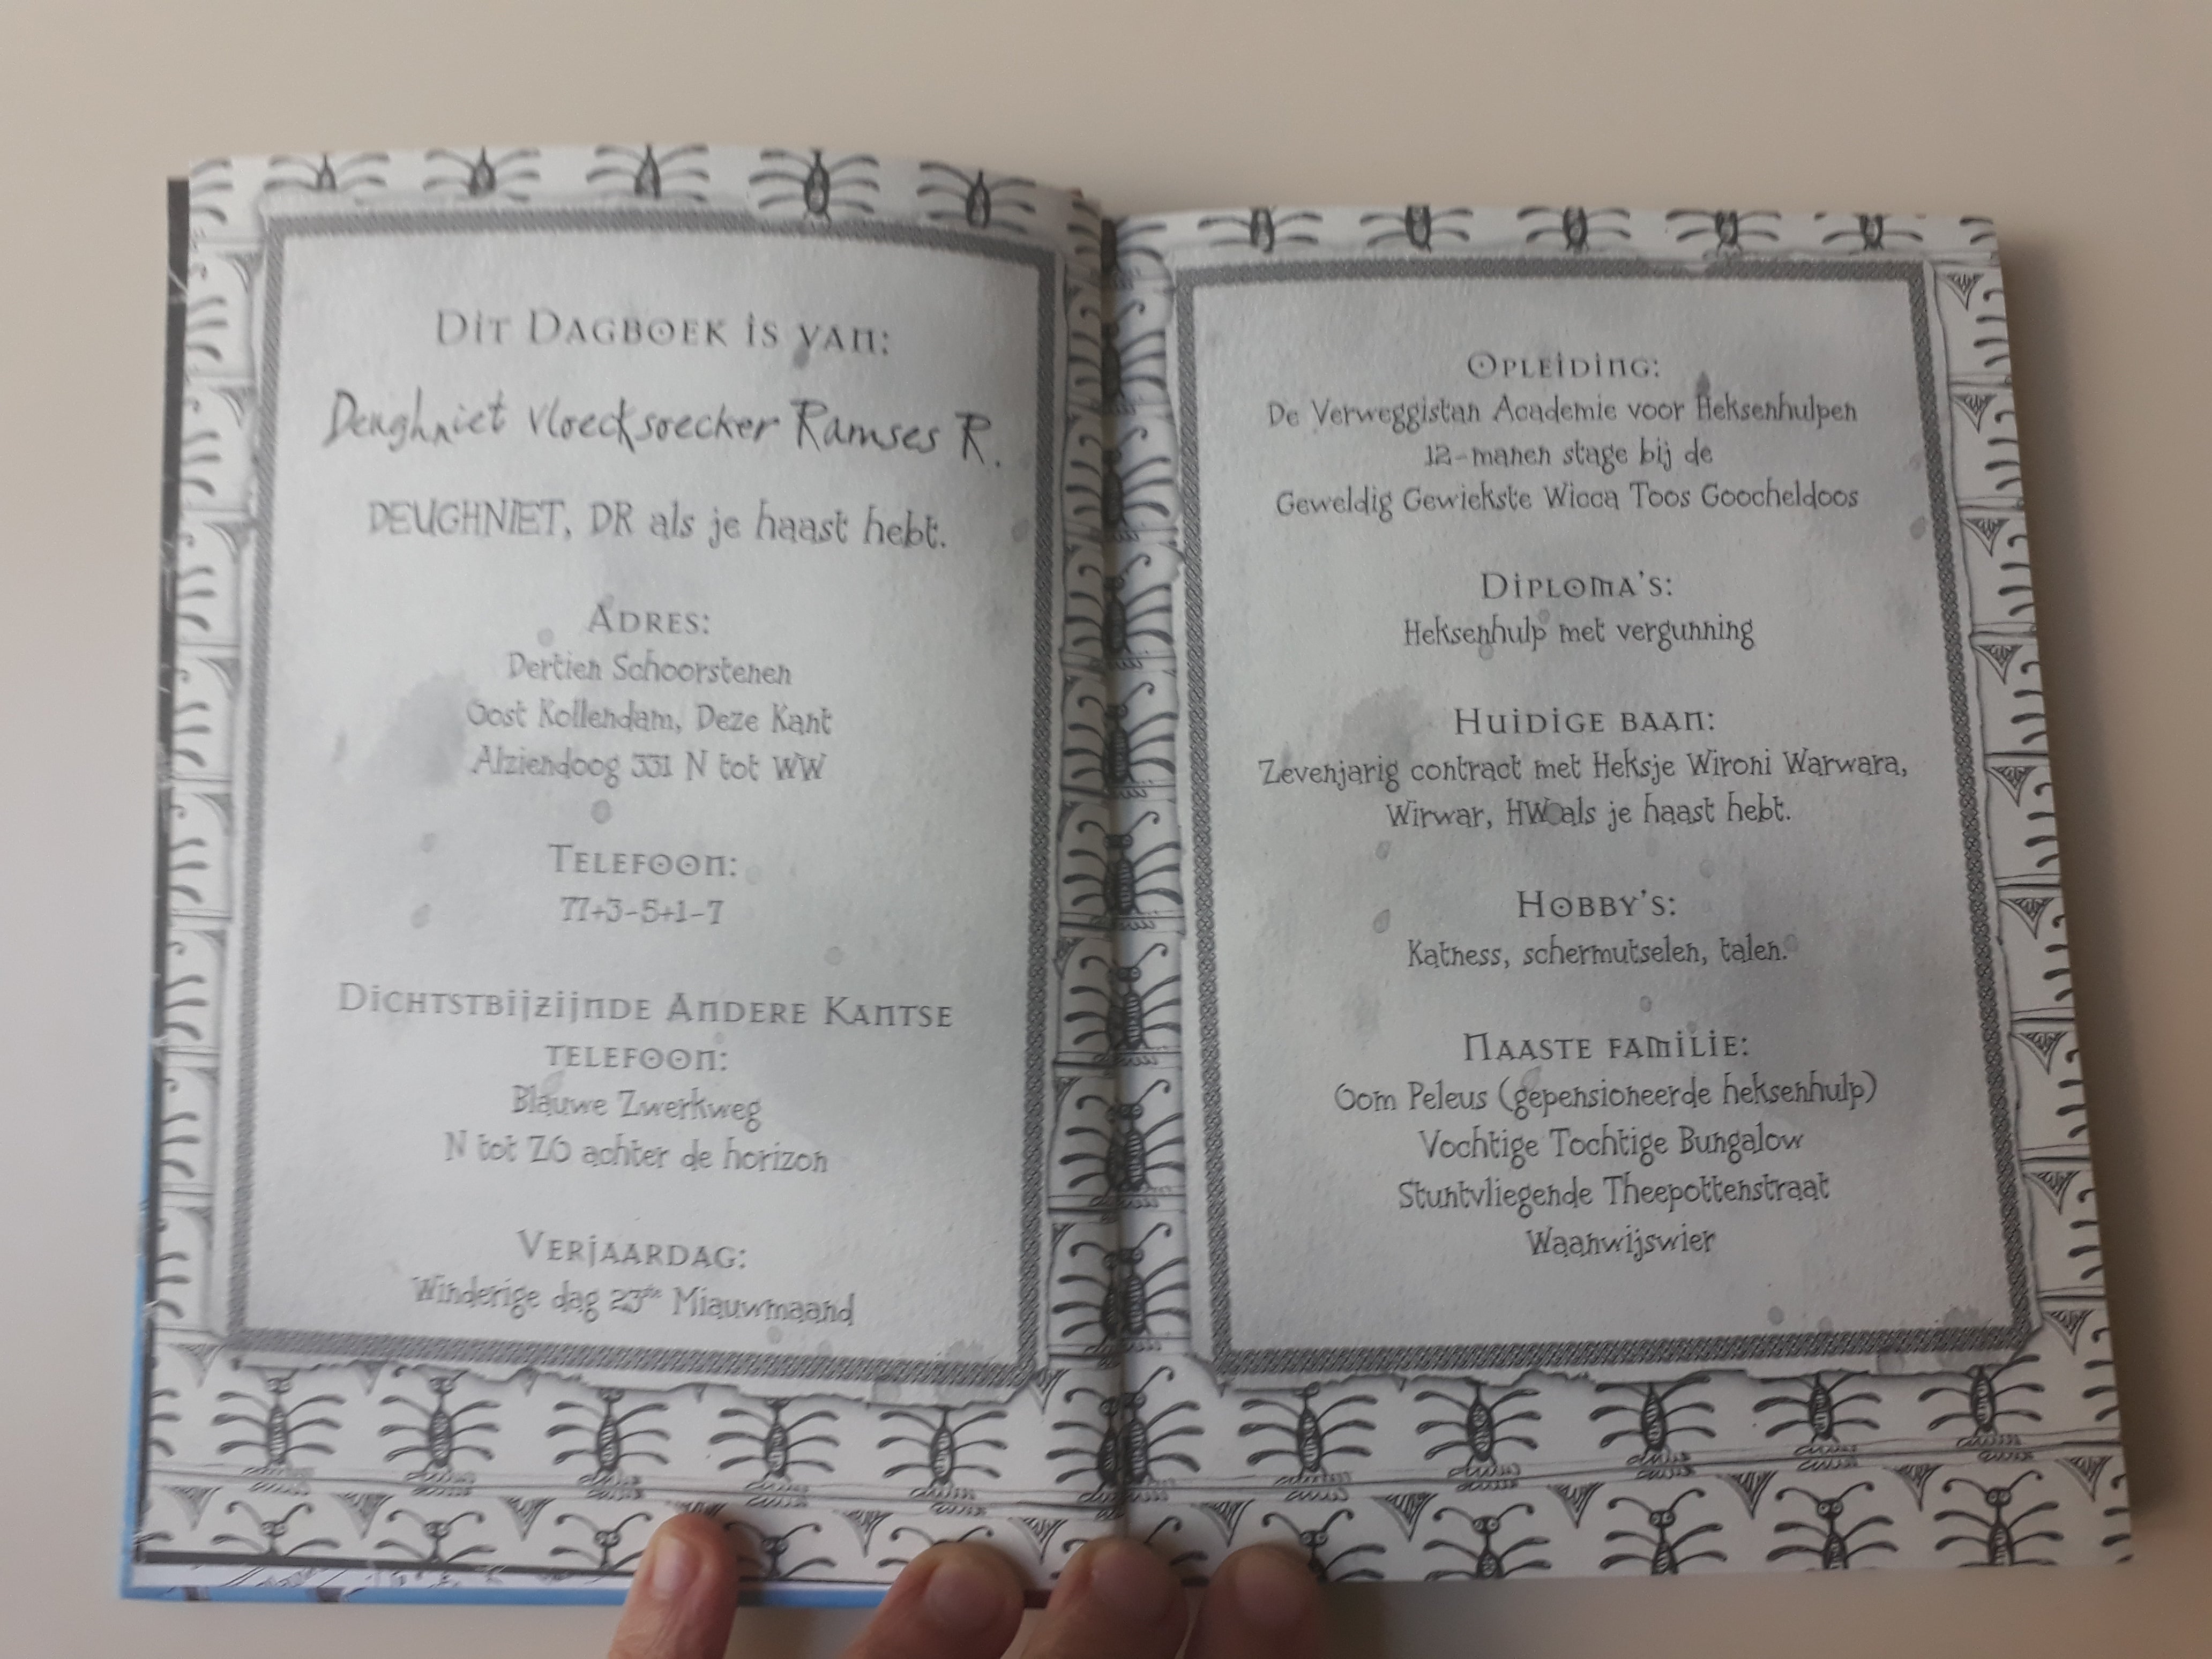 Dit Dagboek is van:
Deughniet Vloecksoecker Ramses R.
DEUGHNIET, DR als je haast hebt.
Adres:
Dertien Schoorstenen
Oost Kollendam, Deze Kant
Alziendoog 331 N tot WW
Telefoon:
77+3-5+1-7
Dichtstbijzijnde Andere Kantse
telefoon:
Blauwe Zwerkweg
N tot ZO achter de horizon
Verjaardag:
Winderige dag 23ste Miauwmaand
Opleiding:
De Verweggistan Academie voor Heksenhulpen
12-manen stage bij de
Geweldig Gewiekste Wicca Toos Goocheldoos
Diploma's:
Heksenhulp met vergunning
Huidige baan:
Zevenjarig contract met Heksje Wironi Warwara,
Wirwar, HW als je haast hebt.
Hobby's:
Katness, schermutselen, talen.
Naaste familie:
Oom Peleus (gepensioneerde heksenhulp)
Vochtige Tochtige Bungalow
Stuntvliegende Theepottenstraat
Waanwijswier